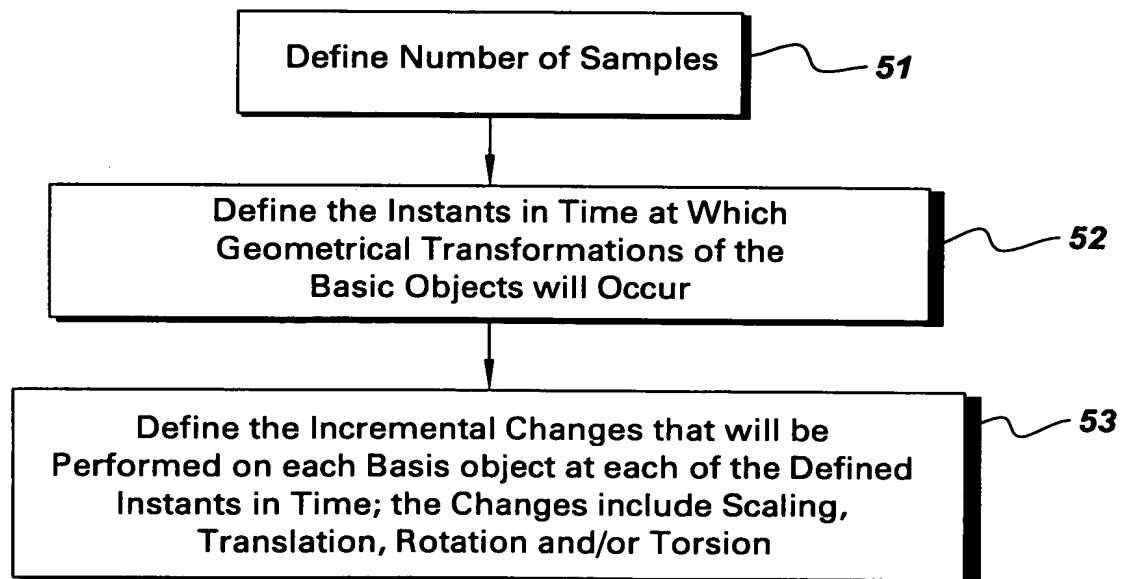 Define Number of Samples
51
Define the Instants in Time at Which
Geometrical Transformations of the
Basic Objects will Occur
52
Define the Incremental Changes that will be
Performed on each Basis object at each of the Defined
Instants in Time; the Changes include Scaling,
Translation, Rotation and/or Torsion
53